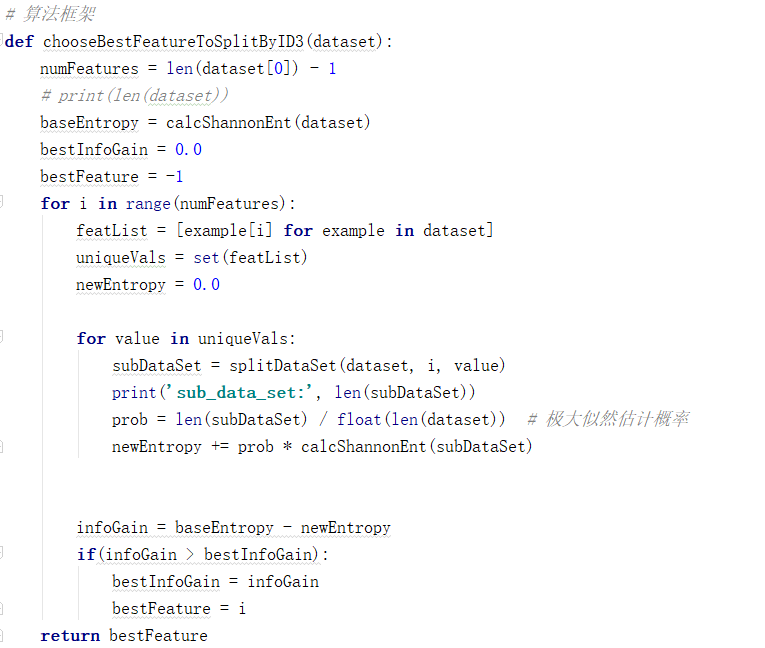 # 算法框架
def chooseBestFeatureToSplitByID3(dataset):
    numFeatures = len(dataset[0]) - 1
    # print(len(dataset))
    baseEntropy = calcShannonEnt(dataset)
    bestInfoGain = 0.0
    bestFeature = -1
    for i in range(numFeatures):
        featList = [example[i] for example in dataset]
        uniqueVals = set(featList)
        newEntropy = 0.0
        for value in uniqueVals:
            subDataSet = splitDataSet(dataset, i, value)
            print('sub_data_set:', len(subDataSet))
            prob = len(subDataSet) / float(len(dataset))  # 极大似然估计概率
            newEntropy += prob * calcShannonEnt(subDataSet)
        infoGain = baseEntropy - newEntropy
        if(infoGain > bestInfoGain):
            bestInfoGain = infoGain
            bestFeature = i
    return bestFeature